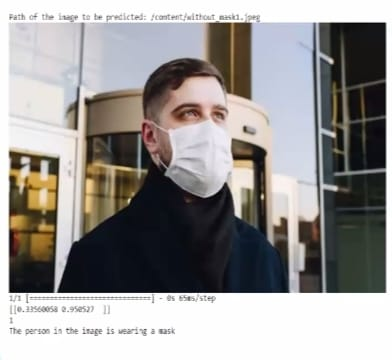 Path of the image to be predicted: /content/without_mask1.jpeg
1/1 [==============================] - 0s 65ms/step
[[0.33560058 0.950527  ]]
1
The person in the image is wearing a mask